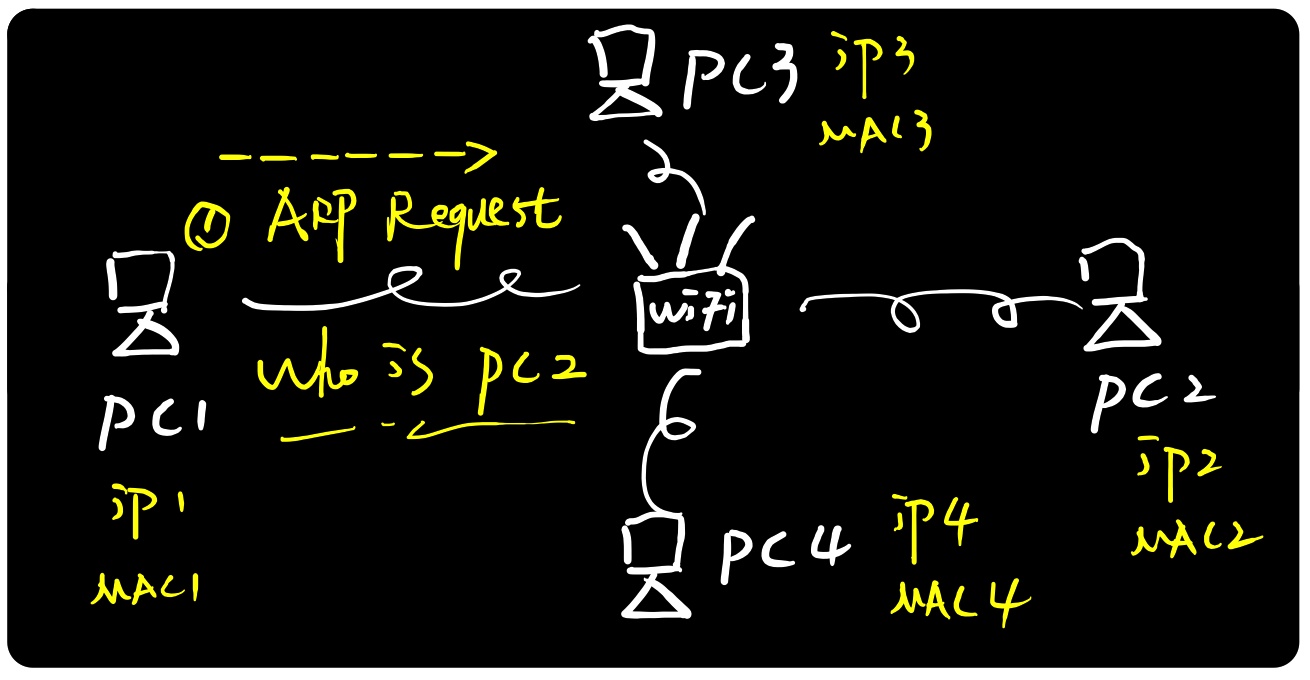 PC3
iP3
MAC3
① ARP Request
WiFi
who is PC2
PC1
iP1
MAC1
PC2
iP2
MAC2
PC4
iP4
MAC4